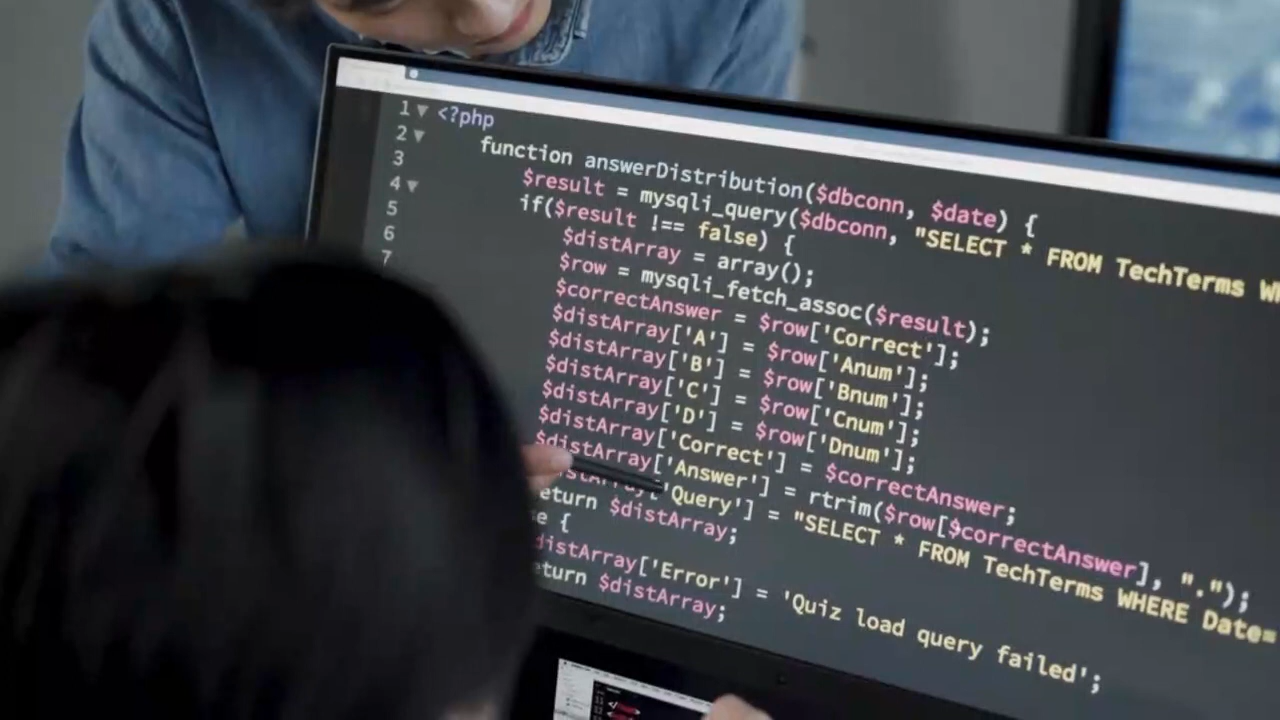 1 <?php
2 function answerDistribution($dbconn, $date) {
3 $result = mysqli_query($dbconn, "SELECT * FROM TechTerms
4 if($result !== false) {
5 $distArray = array();
6 $row = mysqli_fetch_assoc($result);
7 $correctAnswer = $row['Correct'];
$distArray['A'] = $row['Anum'];
$distArray['B'] = $row['Bnum'];
$distArray['C'] = $row['Cnum'];
$distArray['D'] = $row['Dnum'];
$distArray['Correct'] = $correctAnswer;
$distArray['Answer'] = rtrim($row[$correctAnswer], ".");
'Query'] = "SELECT * FROM TechTerms WHERE Date=
eturn $distArray;
e {
distArray['Error'] = 'Quiz load query failed';
eturn $distArray;